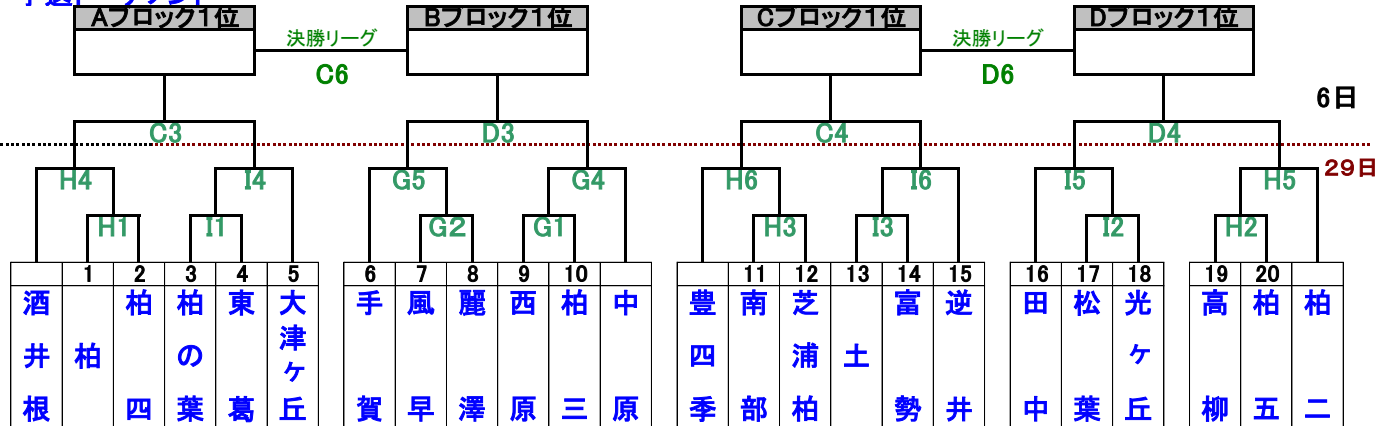 Aブロック1位 Bブロック1位 Cブロック1位 Dブロック1位
決勝リーグ 決勝リーグ
C6 D6
6日
C3 D3 C4 D4
29日
H4 I4 G5 G4 H6 I6 I5 H5
H1 I1 G2 G1 H3 I3 I2 H2
1 2 3 4 5 6 7 8 9 10 11 12 13 14 15 16 17 18 19 20
酒井根
柏
柏四
柏の葉
東葛
大津ヶ丘
手賀
風早
麗澤
西原
柏三
中原
豊四季
南部
芝浦柏
土
富勢
逆井
田中
松葉
光ケ丘
高柳
柏五
柏二